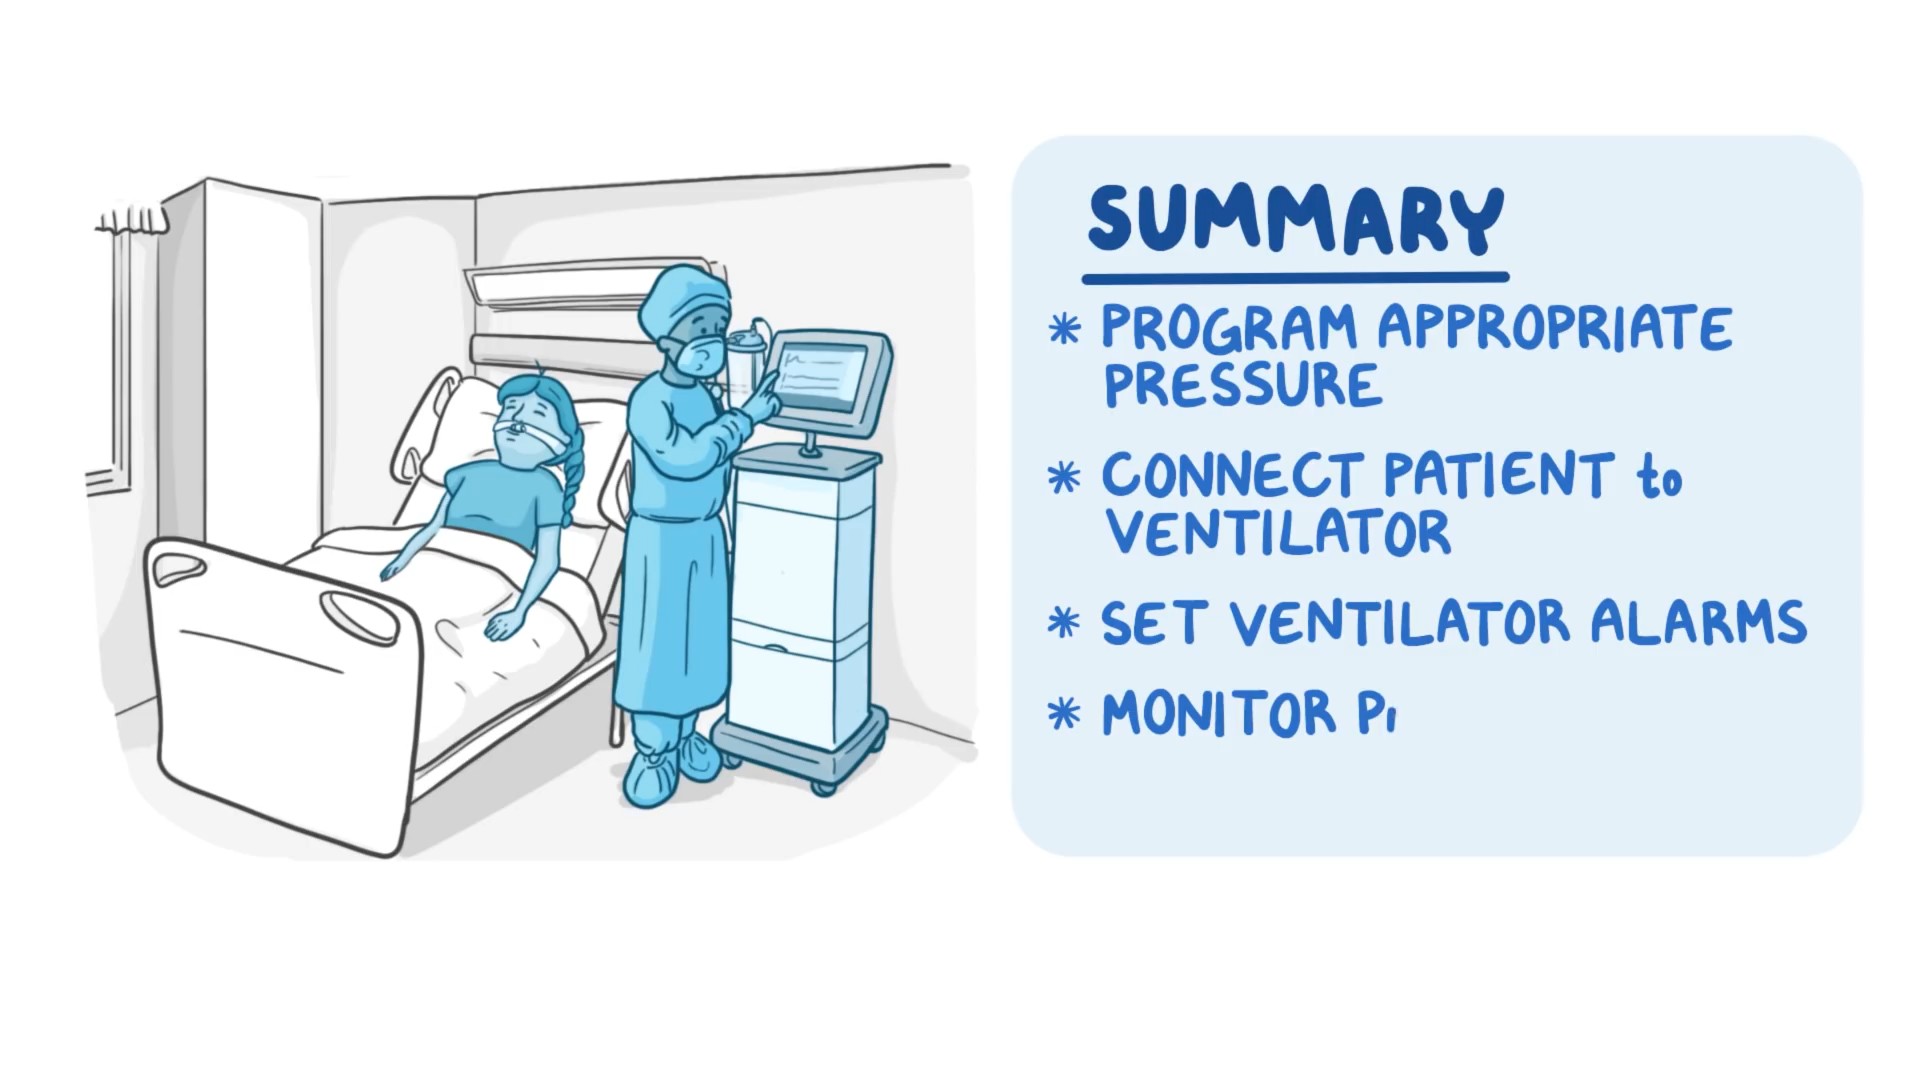 SUMMARY
* PROGRAM APPROPRIATE
PRESSURE
* CONNECT PATIENT to
VENTILATOR
* SET VENTILATOR ALARMS
* MONITOR